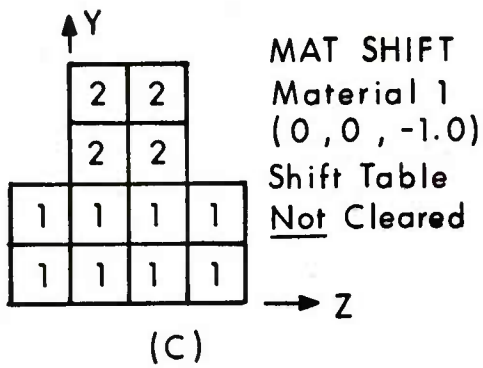 Y
2 2
2 2
1 1 1 1
1 1 1 1
Z
MAT SHIFT
Material 1
(0,0,-1.0)
Shift Table
Not Cleared
(C)